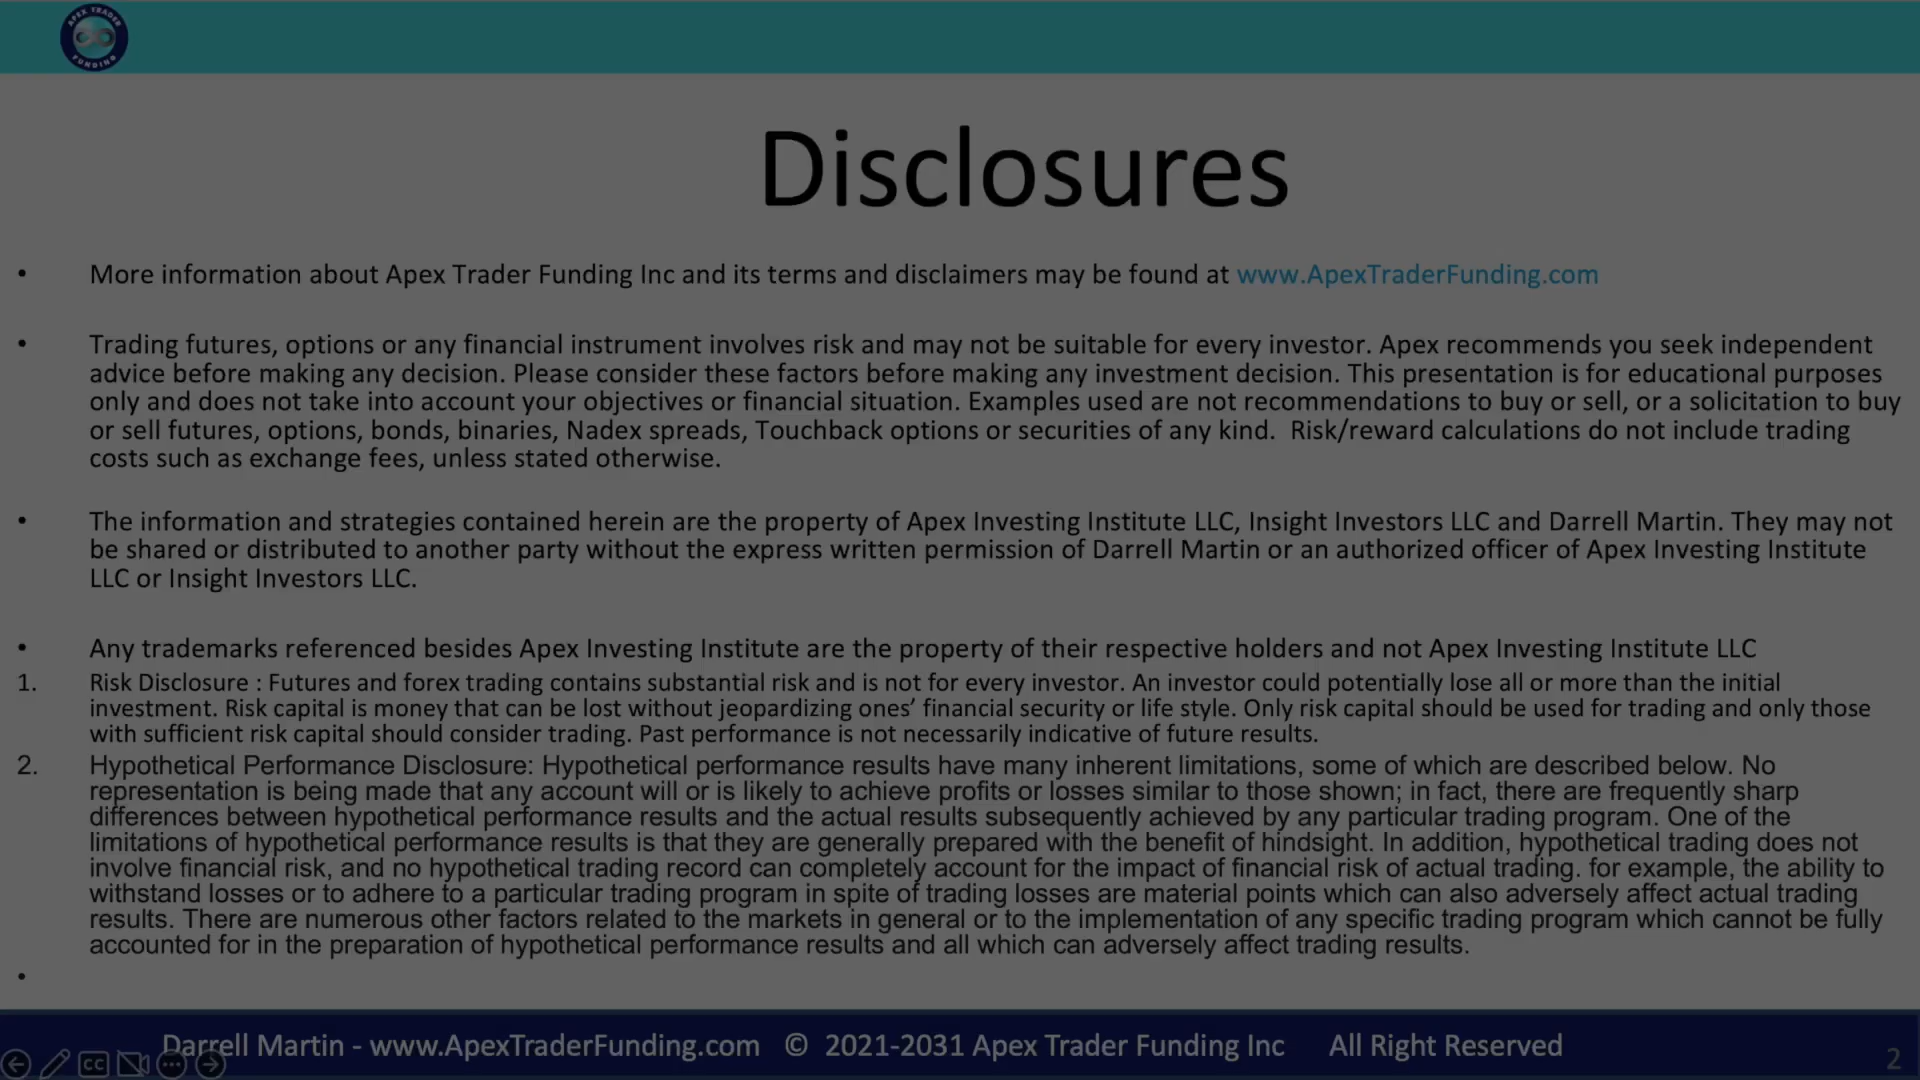 APEX TRADER
FUNDING
Disclosures
• More information about Apex Trader Funding Inc and its terms and disclaimers may be found at www.ApexTraderFunding.com
• Trading futures, options or any financial instrument involves risk and may not be suitable for every investor. Apex recommends you seek independent
advice before making any decision. Please consider these factors before making any investment decision. This presentation is for educational purposes
only and does not take into account your objectives or financial situation. Examples used are not recommendations to buy or sell, or a solicitation to buy
or sell futures, options, bonds, binaries, Nadex spreads, Touchback options or securities of any kind.  Risk/reward calculations do not include trading
costs such as exchange fees, unless stated otherwise.
• The information and strategies contained herein are the property of Apex Investing Institute LLC, Insight Investors LLC and Darrell Martin. They may not
be shared or distributed to another party without the express written permission of Darrell Martin or an authorized officer of Apex Investing Institute
LLC or Insight Investors LLC.
• Any trademarks referenced besides Apex Investing Institute are the property of their respective holders and not Apex Investing Institute LLC
1. Risk Disclosure : Futures and forex trading contains substantial risk and is not for every investor. An investor could potentially lose all or more than the initial
investment. Risk capital is money that can be lost without jeopardizing ones’ financial security or life style. Only risk capital should be used for trading and only those
with sufficient risk capital should consider trading. Past performance is not necessarily indicative of future results.
2. Hypothetical Performance Disclosure: Hypothetical performance results have many inherent limitations, some of which are described below. No
representation is being made that any account will or is likely to achieve profits or losses similar to those shown; in fact, there are frequently sharp
differences between hypothetical performance results and the actual results subsequently achieved by any particular trading program. One of the
limitations of hypothetical performance results is that they are generally prepared with the benefit of hindsight. In addition, hypothetical trading does not
involve financial risk, and no hypothetical trading record can completely account for the impact of financial risk of actual trading. for example, the ability to
withstand losses or to adhere to a particular trading program in spite of trading losses are material points which can also adversely affect actual trading
results. There are numerous other factors related to the markets in general or to the implementation of any specific trading program which cannot be fully
accounted for in the preparation of hypothetical performance results and all which can adversely affect trading results.
•
Darrell Martin - www.ApexTraderFunding.com © 2021-2031 Apex Trader Funding Inc All Right Reserved
CC
2